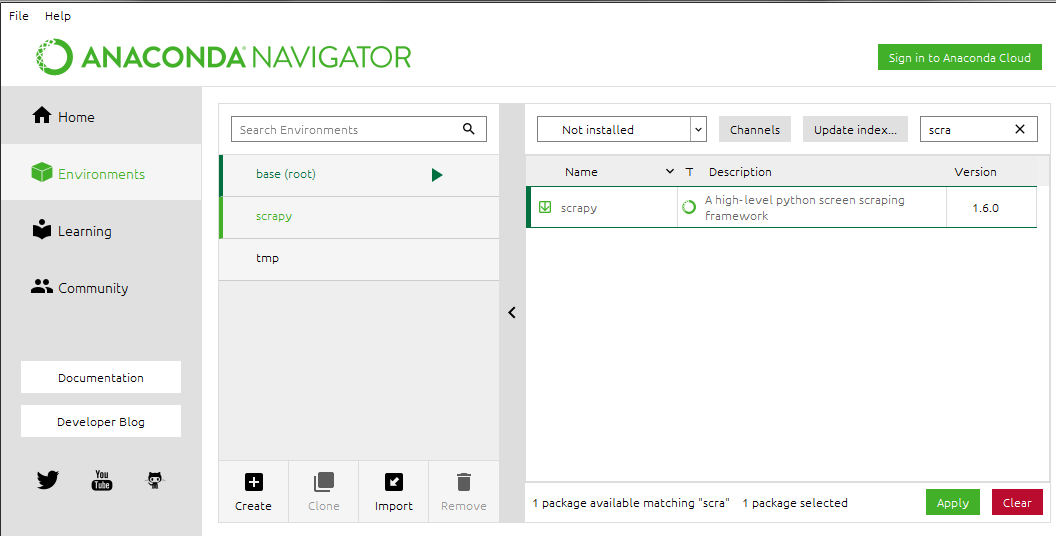 File Help
ANACONDA NAVIGATOR
Sign in to Anaconda Cloud
Home
Environments
Learning
Community
Documentation
Developer Blog
You Tube
Search Environments
base (root)
scrapy
tmp
Create Clone Import Remove
Not installed Channels Update index... scra
Name T Description Version
scrapy A high-level python screen scraping framework 1.6.0
1 package available matching "scra" 1 package selected Apply Clear